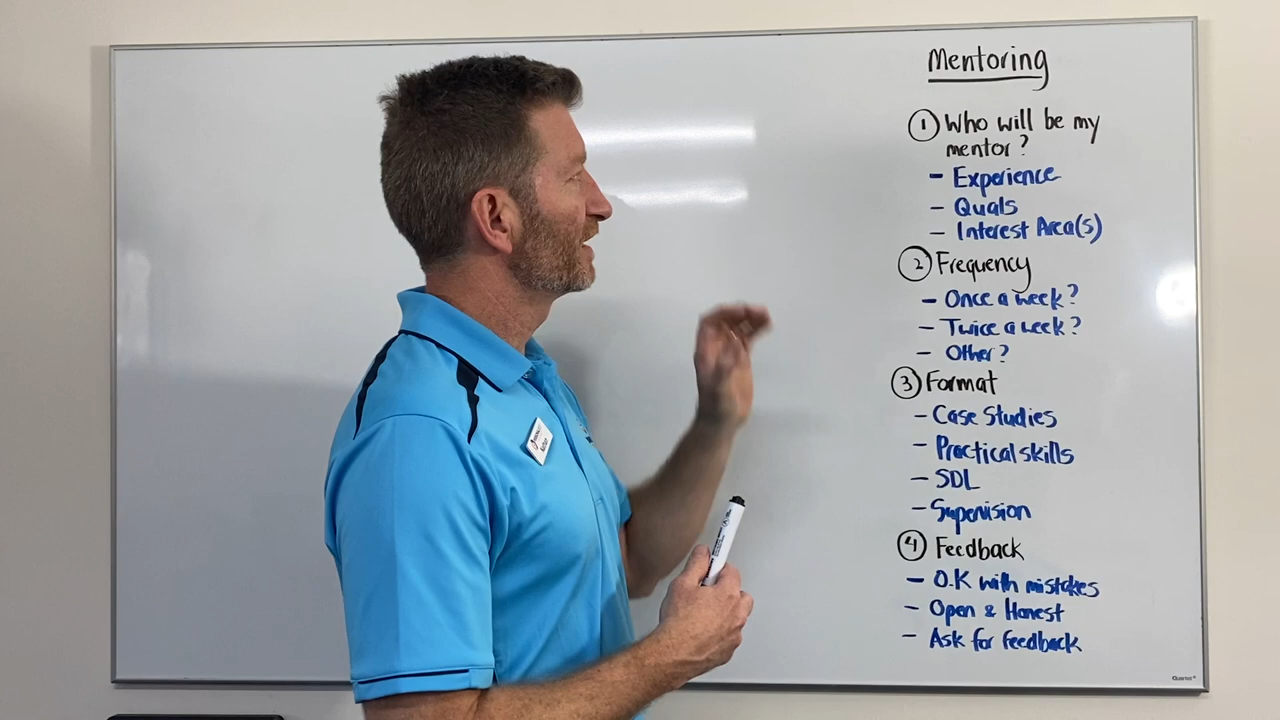 Mentoring
1 Who will be my
mentor?
- Experience
- Quals
- Interest Area(s)
2 Frequency
- Once a week?
- Twice a week?
- Other?
3 Format
- Case Studies
- Practical skills
- SDL
- Supervision
4 Feedback
- O.K with mistakes
- Open & Honest
- Ask for feedback
Quartet